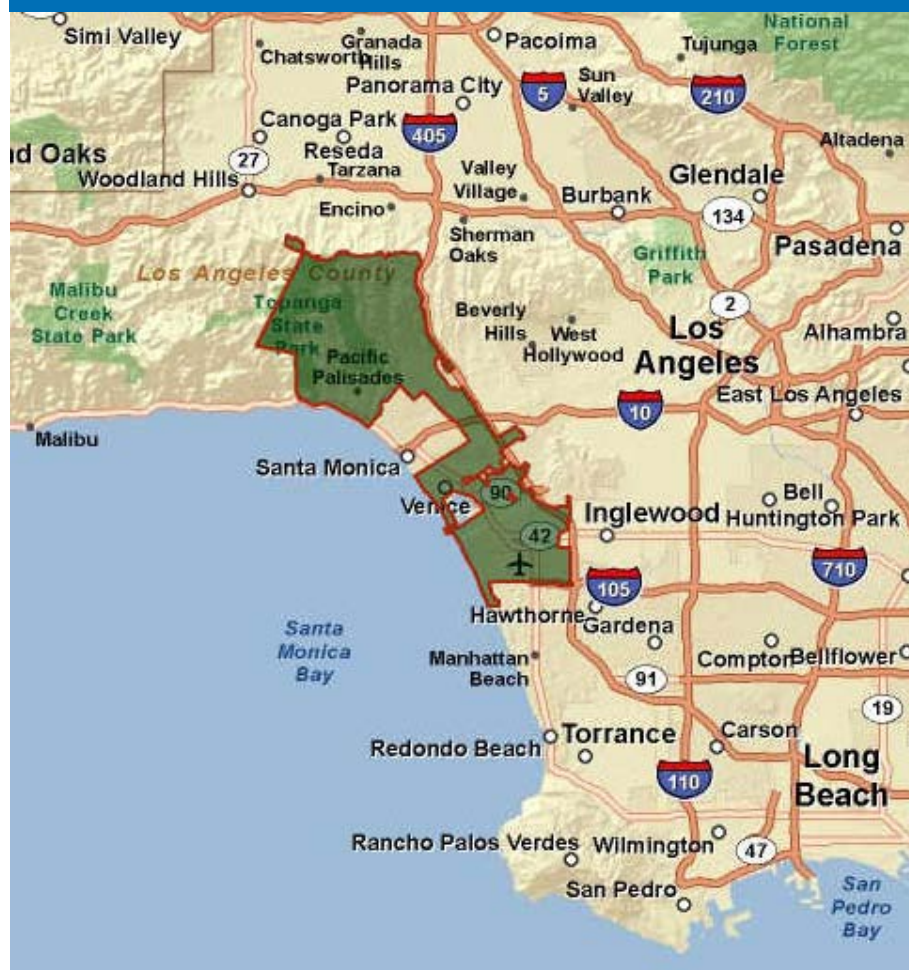 National
Forest
Simi Valley
Granada
Hills
Chatsworth
Pacoima
Tujunga
Sun
Valley
5
210
Panorama City
Canoga Park
405
Reseda
Altadena
nd Oaks
27
Tarzana
Woodland Hills
Valley
Village
Burbank
Glendale
134
Encino
Sherman
Oaks
Griffith
Park
Pasadena
Los Angeles County
Malibu
Creek
State Park
Topanga
State
Park
Beverly
Hills
West
Hollywood
2
Los
Angeles
Alhambra
Pacific
Palisades
10
East Los Angeles
Malibu
Santa Monica
Venice
90
42
Inglewood
Bell
Huntington Park
105
710
Hawthorne
Gardena
Santa
Monica
Bay
Manhattan
Beach
Compton
Bellflower
91
19
Redondo Beach
Torrance
Carson
Long
Beach
110
Rancho Palos Verdes
Wilmington
47
San Pedro
San
Pedro
Bay